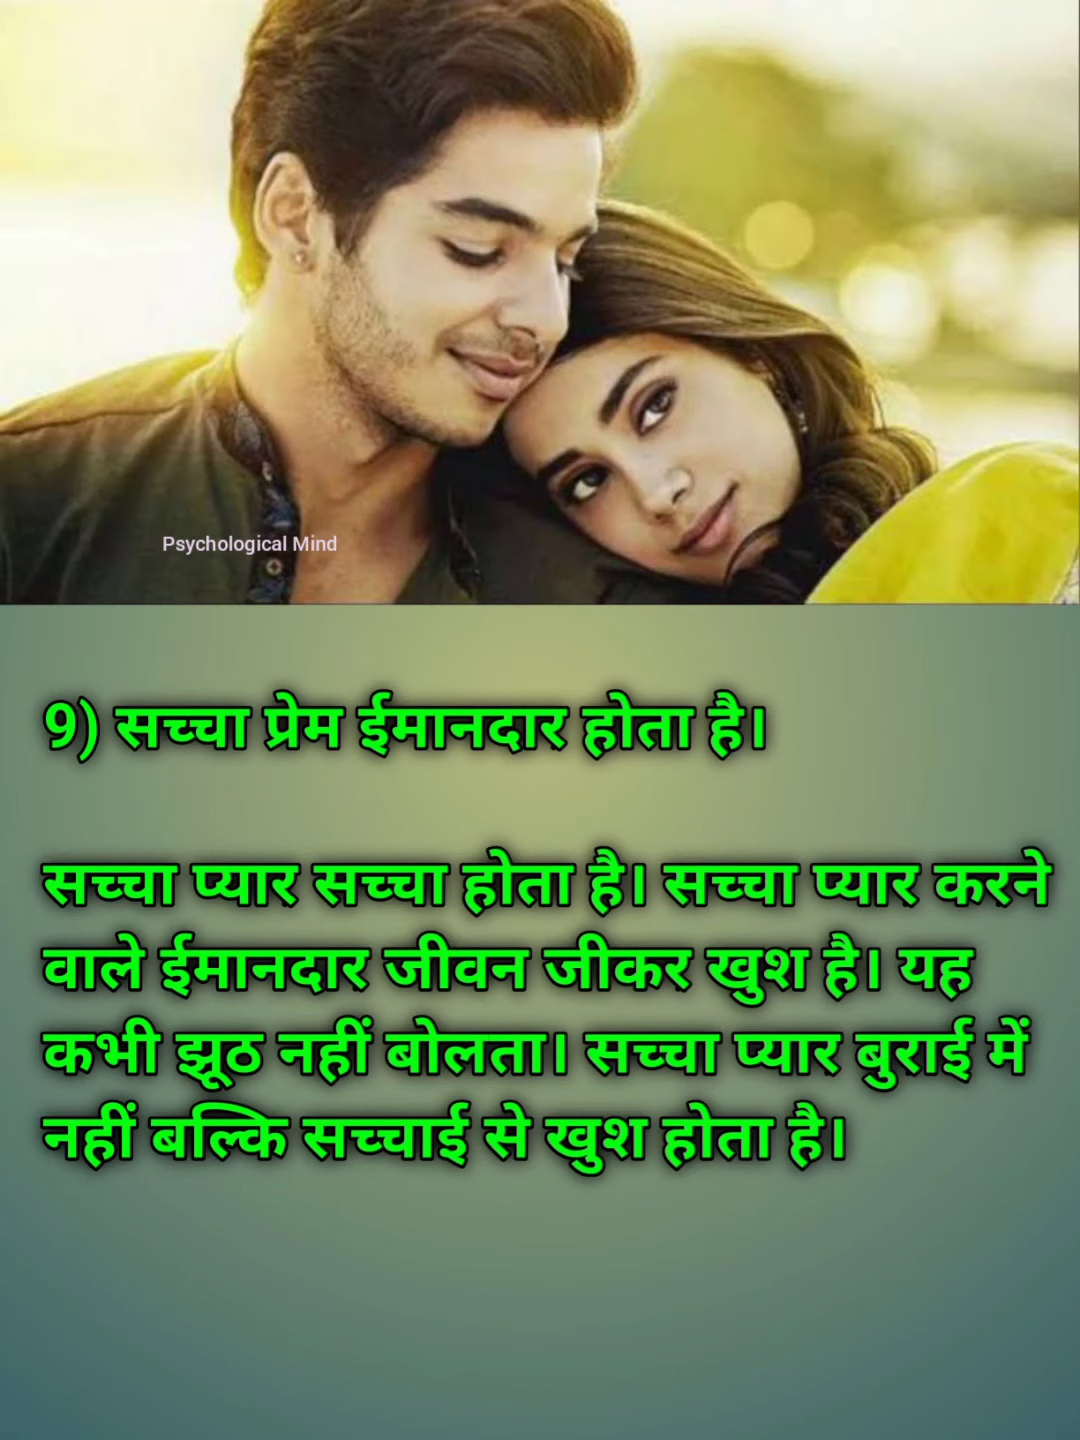 Psychological Mind
9) सच्चा प्रेम ईमानदार होता है।
सच्चा प्यार सच्चा होता है। सच्चा प्यार करने
वाले ईमानदार जीवन जीकर खुश है। यह
कभी झूठ नहीं बोलता। सच्चा प्यार बुराई में
नहीं बल्कि सच्चाई से खुश होता है।